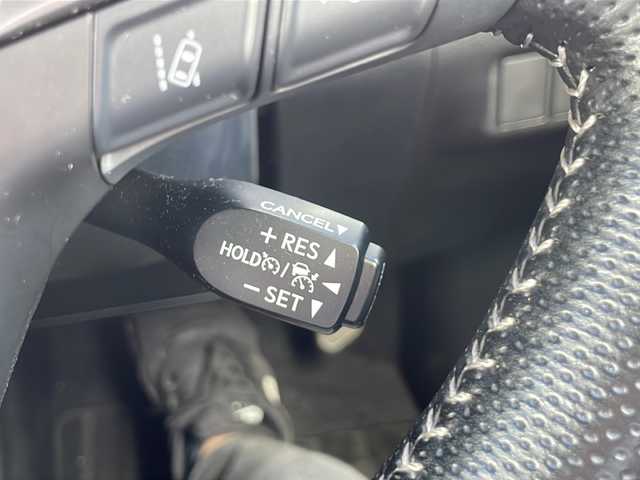 CANCEL▼
+ RES ▲
HOLD /
− SET ▼